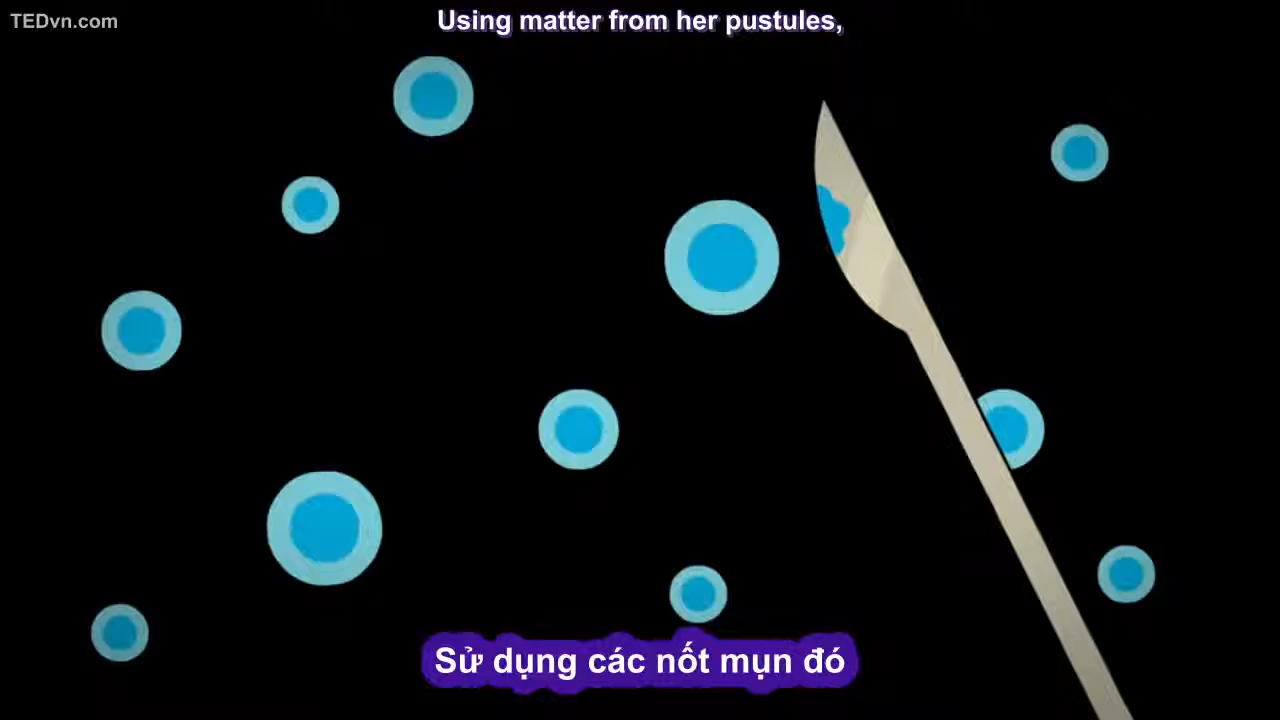 TEDvn.com
Using matter from her pustules,
Sử dụng các nốt mụn đó